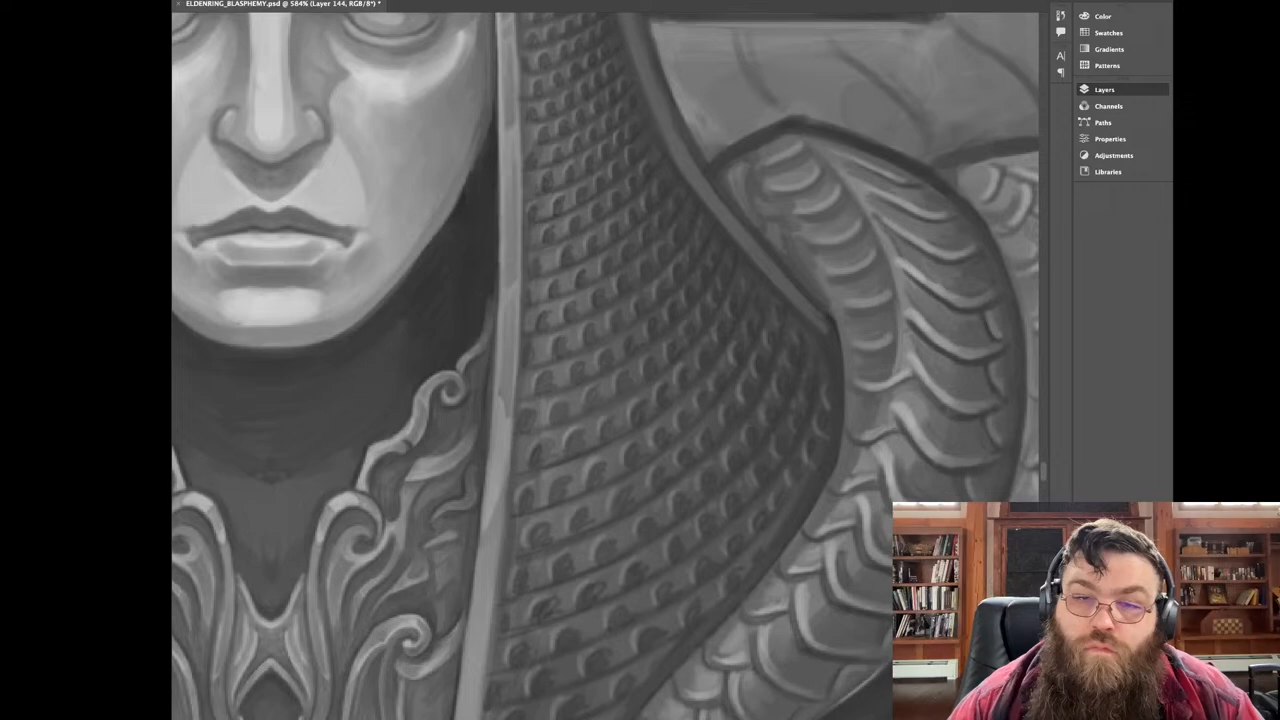 ELDENRING_BLASPHEMY.psd @ 584% (Layer 144, RGB/8*) *
Color
Swatches
Gradients
Patterns
Layers
Channels
Paths
Properties
Adjustments
Libraries